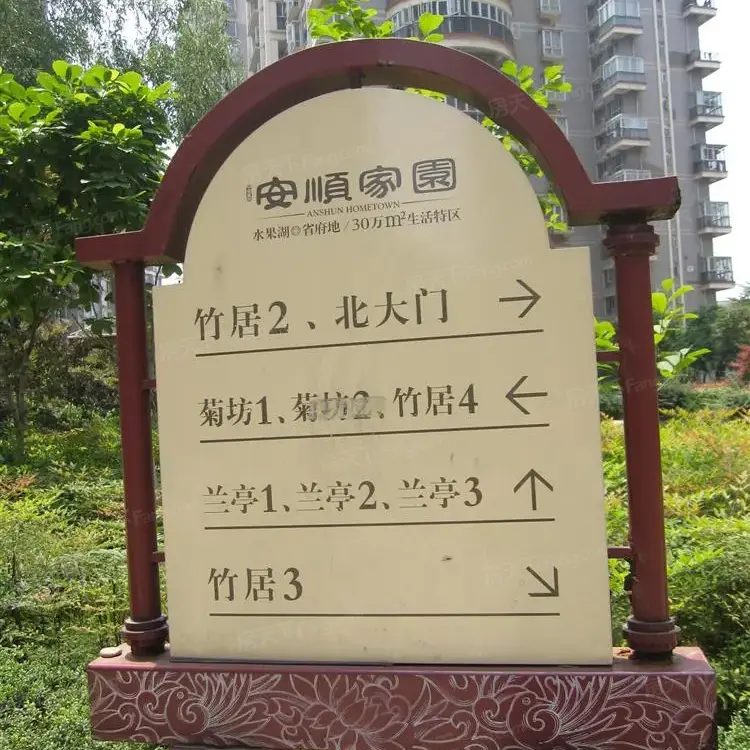 安順家園
ANSHUN HOMETOWN
水果湖 省府地 / 30万m²生活特区
竹居2、北大门 →
菊坊1、菊坊2、竹居4 ←
兰亭1、兰亭2、兰亭3 ↑
竹居3 ↘